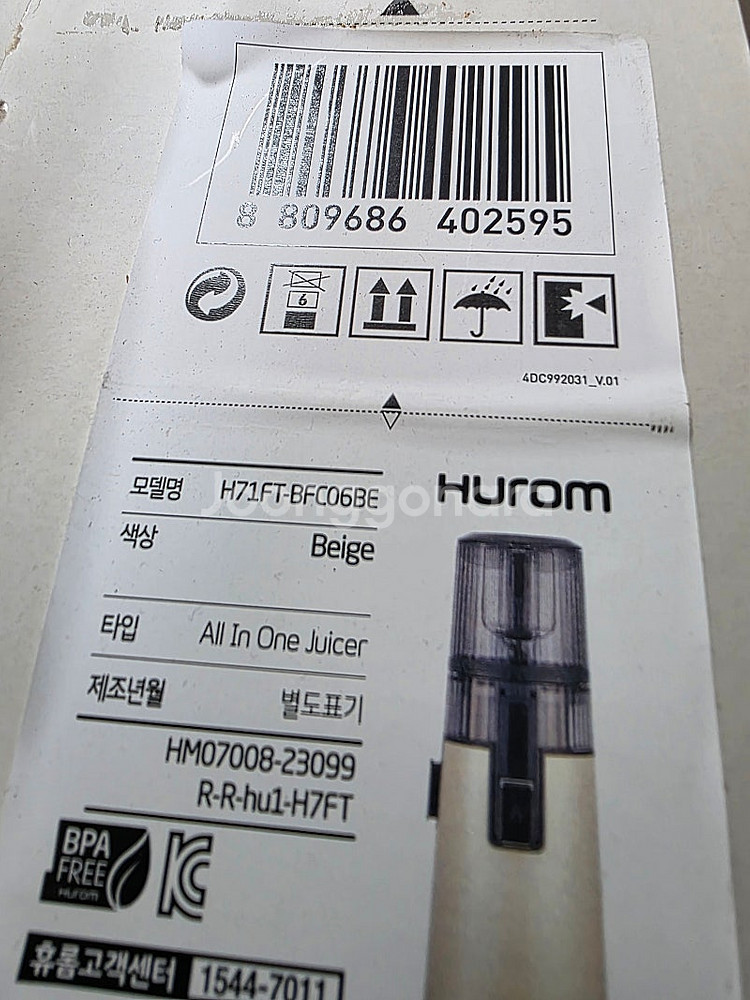 8 809686 402595
6
4DC992031_V.01
모델명 H71FT-BFC06BE
HUROM
색상 Beige
타입 All In One Juicer
제조년월 별도표기
HM07008-23099
R-R-hu1-H7FT
BPA
FREE
HUROM
휴롬고객센터 1544-7011
Joonggonara